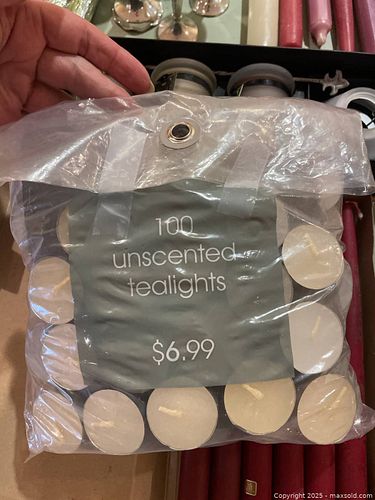 100
unscented
tealights
$6.99
Copyright 2025 - maxsold.com